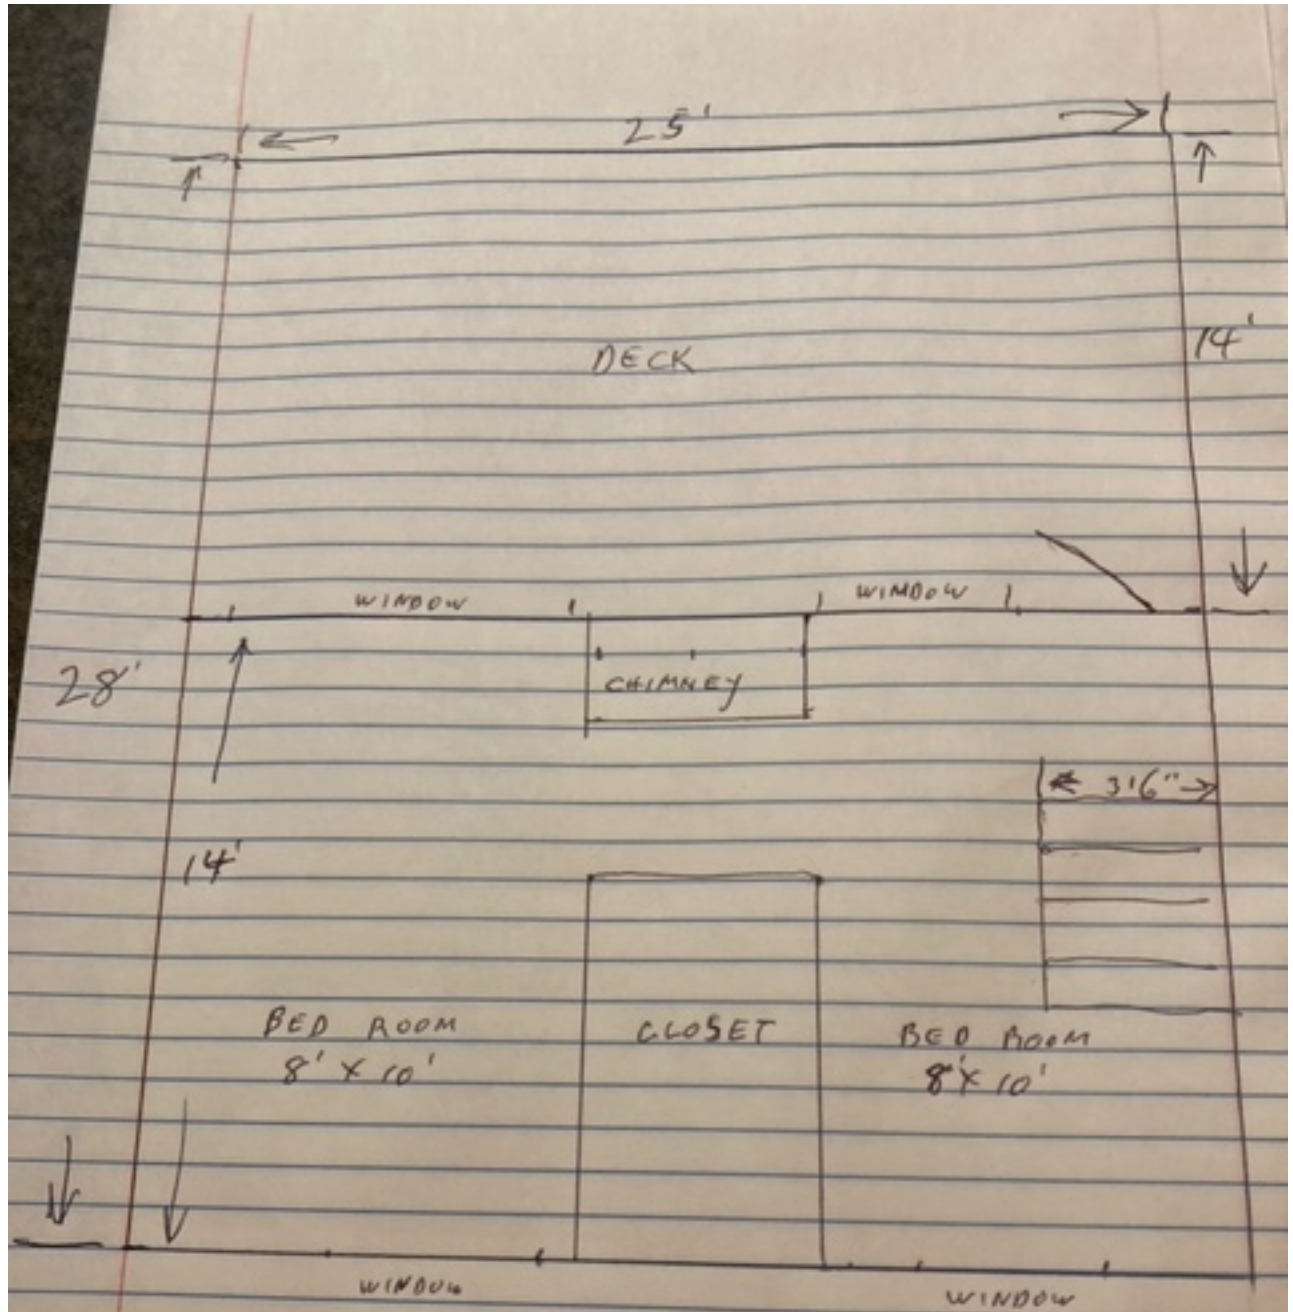 25'
DECK
14'
WINDOW
WINDOW
28'
CHIMNEY
3'6"
14'
BED ROOM
8' X 10'
CLOSET
BED ROOM
8' X 10'
WINDOW
WINDOW